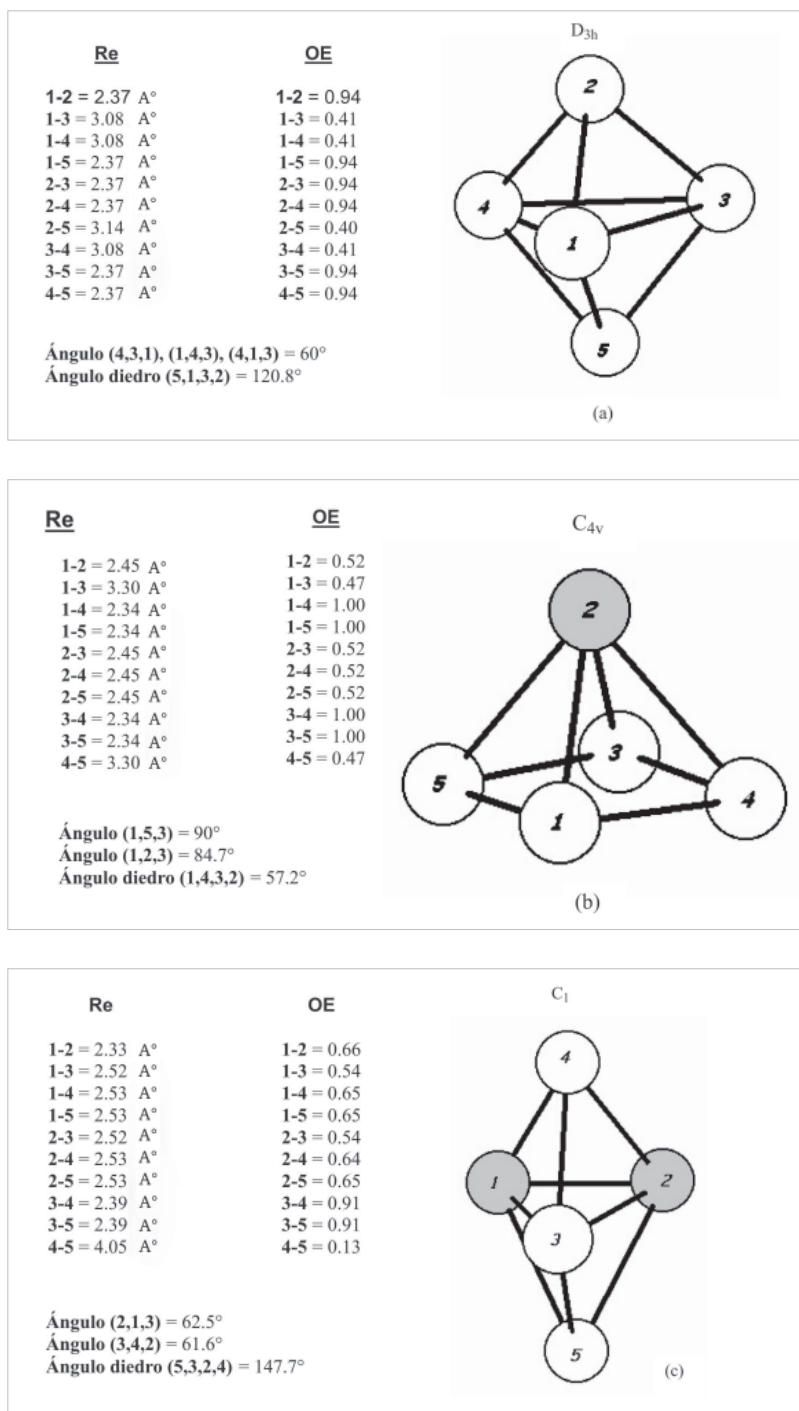 Re OE D3h
1-2 = 2.37 A° 1-2 = 0.94
1-3 = 3.08 A° 1-3 = 0.41
1-4 = 3.08 A° 1-4 = 0.41
1-5 = 2.37 A° 1-5 = 0.94
2-3 = 2.37 A° 2-3 = 0.94
2-4 = 2.37 A° 2-4 = 0.94
2-5 = 3.14 A° 2-5 = 0.40
3-4 = 3.08 A° 3-4 = 0.41
3-5 = 2.37 A° 3-5 = 0.94
4-5 = 2.37 A° 4-5 = 0.94
Ángulo (4,3,1), (1,4,3), (4,1,3) = 60°
Ángulo diedro (5,1,3,2) = 120.8°
2
4
3
1
5
(a)
Re OE C4v
1-2 = 2.45 A° 1-2 = 0.52
1-3 = 3.30 A° 1-3 = 0.47
1-4 = 2.34 A° 1-4 = 1.00
1-5 = 2.34 A° 1-5 = 1.00
2-3 = 2.45 A° 2-3 = 0.52
2-4 = 2.45 A° 2-4 = 0.52
2-5 = 2.45 A° 2-5 = 0.52
3-4 = 2.34 A° 3-4 = 1.00
3-5 = 2.34 A° 3-5 = 1.00
4-5 = 3.30 A° 4-5 = 0.47
Ángulo (1,5,3) = 90°
Ángulo (1,2,3) = 84.7°
Ángulo diedro (1,4,3,2) = 57.2°
2
3
5
4
1
(b)
Re OE C1
1-2 = 2.33 A° 1-2 = 0.66
1-3 = 2.52 A° 1-3 = 0.54
1-4 = 2.53 A° 1-4 = 0.65
1-5 = 2.53 A° 1-5 = 0.65
2-3 = 2.52 A° 2-3 = 0.54
2-4 = 2.53 A° 2-4 = 0.64
2-5 = 2.53 A° 2-5 = 0.65
3-4 = 2.39 A° 3-4 = 0.91
3-5 = 2.39 A° 3-5 = 0.91
4-5 = 4.05 A° 4-5 = 0.13
Ángulo (2,1,3) = 62.5°
Ángulo (3,4,2) = 61.6°
Ángulo diedro (5,3,2,4) = 147.7°
4
1
2
3
5
(c)